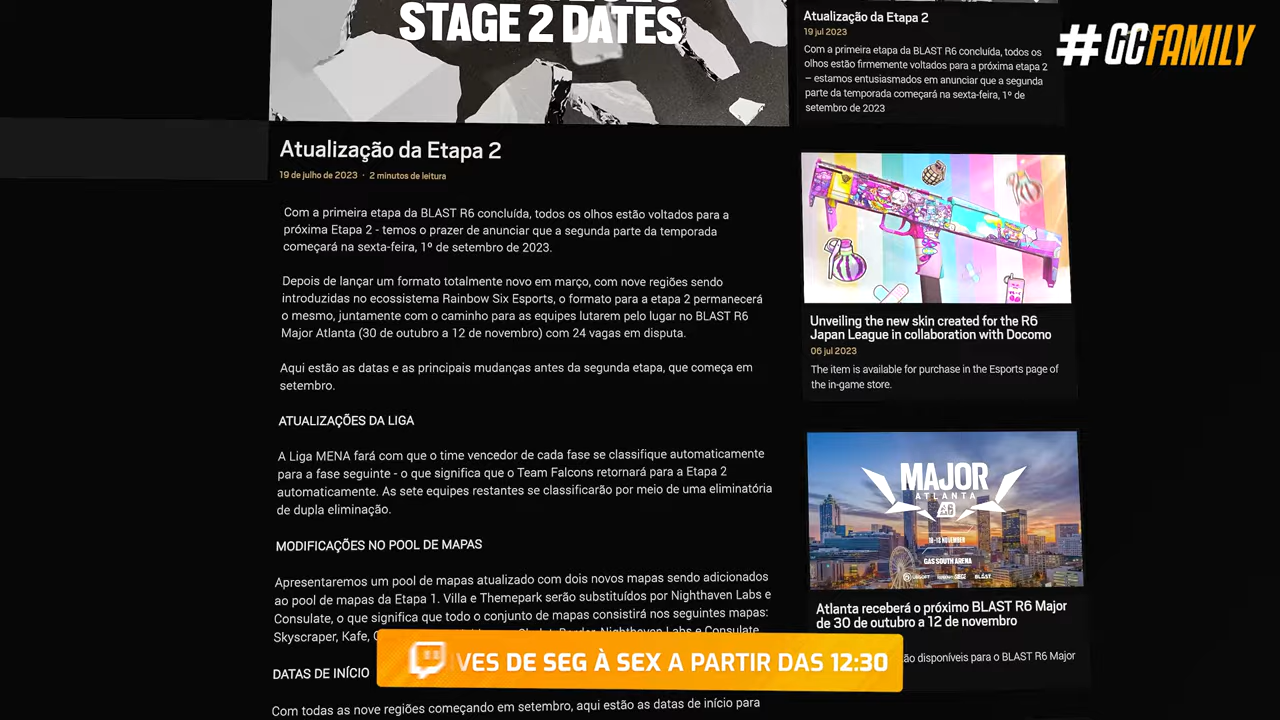 STAGE 2 DATES
Atualização da Etapa 2
19 de julho de 2023 · 2 minutos de leitura
Com a primeira etapa da BLAST R6 concluída, todos os olhos estão voltados para a
próxima Etapa 2 - temos o prazer de anunciar que a segunda parte da temporada
começará na sexta-feira, 1º de setembro de 2023.
Depois de lançar um formato totalmente novo em março, com nove regiões sendo
introduzidas no ecossistema Rainbow Six Esports, o formato para a etapa 2 permanecerá
o mesmo, juntamente com o caminho para as equipes lutarem pelo lugar no BLAST R6
Major Atlanta (30 de outubro a 12 de novembro) com 24 vagas em disputa.
Aqui estão as datas e as principais mudanças antes da segunda etapa, que começa em
setembro.
ATUALIZAÇÕES DA LIGA
A Liga MENA fará com que o time vencedor de cada fase se classifique automaticamente
para a fase seguinte - o que significa que o Team Falcons retornará para a Etapa 2
automaticamente. As sete equipes restantes se classificarão por meio de uma eliminatória
de dupla eliminação.
MODIFICAÇÕES NO POOL DE MAPAS
Apresentaremos um pool de mapas atualizado com dois novos mapas sendo adicionados
ao pool de mapas da Etapa 1. Villa e Themepark serão substituídos por Nighthaven Labs e
Consulate, o que significa que todo o conjunto de mapas consistirá nos seguintes mapas:
Skyscraper, Kafe, Border, Nighthaven Labs e Consulate
DATAS DE INÍCIO
Com todas as nove regiões começando em setembro, aqui estão as datas de início para
Atualização da Etapa 2
19 jul 2023
Com a primeira etapa da BLAST R6 concluída, todos os
olhos estão firmemente voltados para a próxima etapa 2
– estamos entusiasmados em anunciar que a segunda
parte da temporada começará na sexta-feira, 1º de
setembro de 2023
Unveiling the new skin created for the R6
Japan League in collaboration with Docomo
06 jul 2023
The item is available for purchase in the Esports page of
the in-game store.
MAJOR
ATLANTA
R6
GAS SOUTH ARENA
UBISOFT BLAST
Atlanta receberá o próximo BLAST R6 Major
de 30 de outubro a 12 de novembro
ão disponíveis para o BLAST R6 Major
#GCFAMILY
VES DE SEG À SEX A PARTIR DAS 12:30